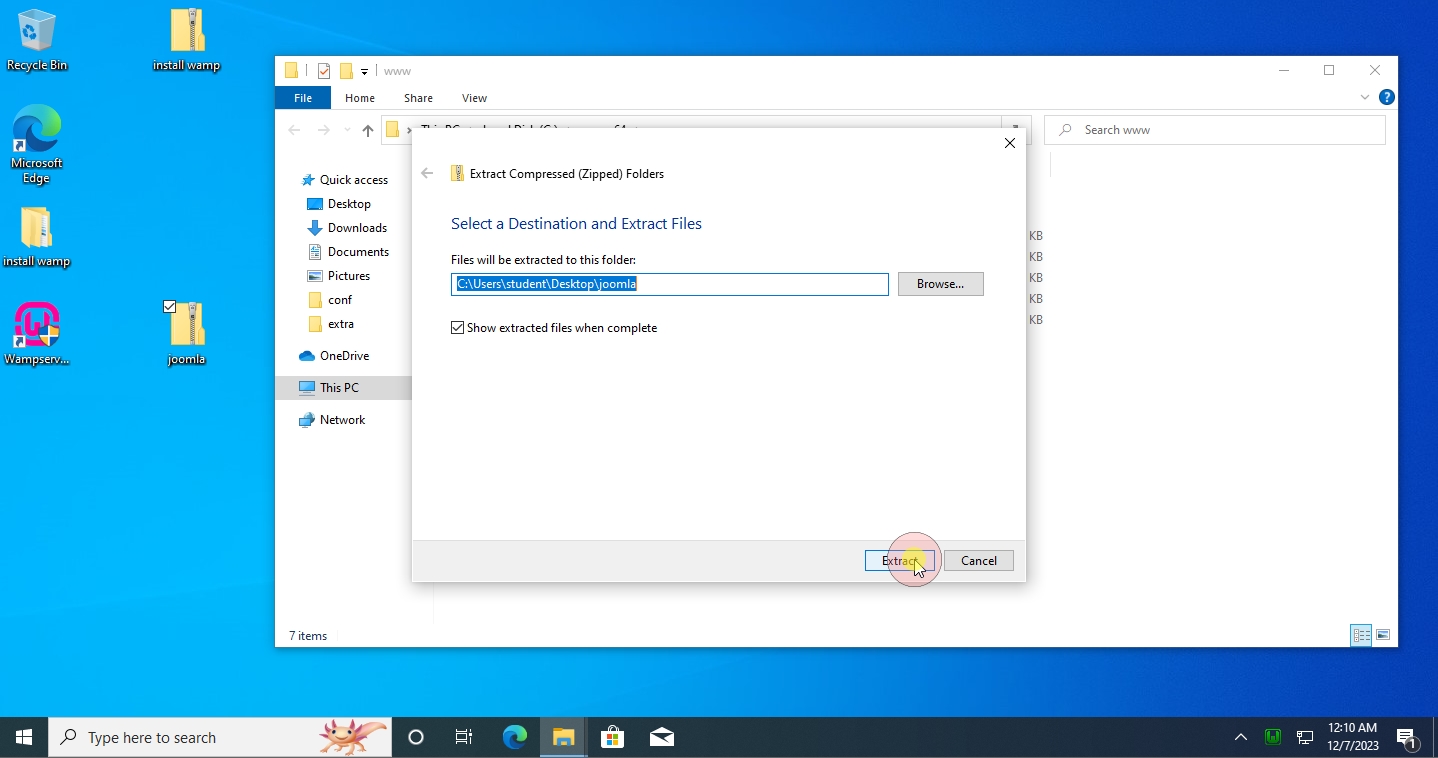 Recycle Bin
install wamp
Microsoft
Edge
install wamp
Wampserv...
joomla
www
File
Home
Share
View
Search www
Quick access
Desktop
Downloads
Documents
Pictures
conf
extra
OneDrive
This PC
Network
KB
KB
KB
KB
KB
7 items
Extract Compressed (Zipped) Folders
Select a Destination and Extract Files
Files will be extracted to this folder:
C:\Users\student\Desktop\joomla
Browse...
Show extracted files when complete
Extract
Cancel
Type here to search
12:10 AM
12/7/2023
1